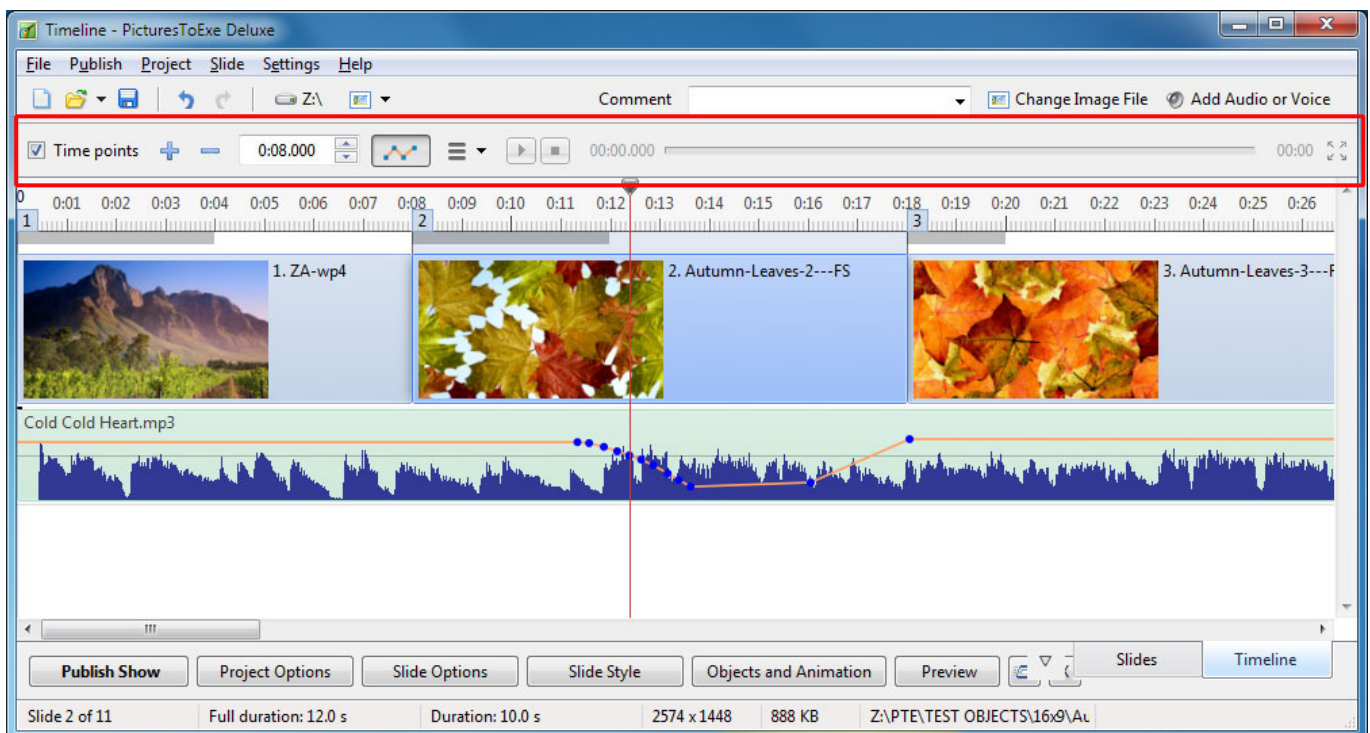 Timeline - PicturesToExe Deluxe
File Publish Project Slide Settings Help
Z:\ Comment Change Image File Add Audio or Voice
Time points 0:08.000 00:00.000 00:00
0 0:01 0:02 0:03 0:04 0:05 0:06 0:07 0:08 0:09 0:10 0:11 0:12 0:13 0:14 0:15 0:16 0:17 0:18 0:19 0:20 0:21 0:22 0:23 0:24 0:25 0:26
1 2 3
1. ZA-wp4 2. Autumn-Leaves-2---FS 3. Autumn-Leaves-3---F
Cold Cold Heart.mp3
Publish Show Project Options Slide Options Slide Style Objects and Animation Preview Slides Timeline
Slide 2 of 11 Full duration: 12.0 s Duration: 10.0 s 2574 x 1448 888 KB Z:\PTE\TEST OBJECTS\16x9\Au